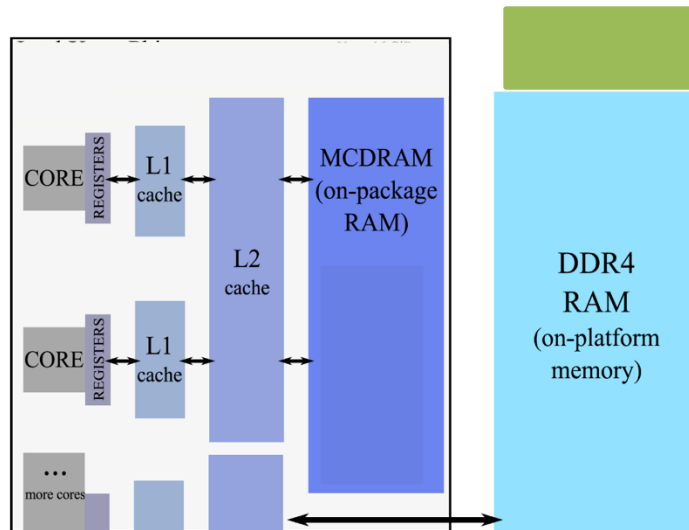 CORE
REGISTERS
L1
cache
L2
cache
MCDRAM
(on-package
RAM)
CORE
REGISTERS
L1
cache
...
more cores
DDR4
RAM
(on-platform
memory)